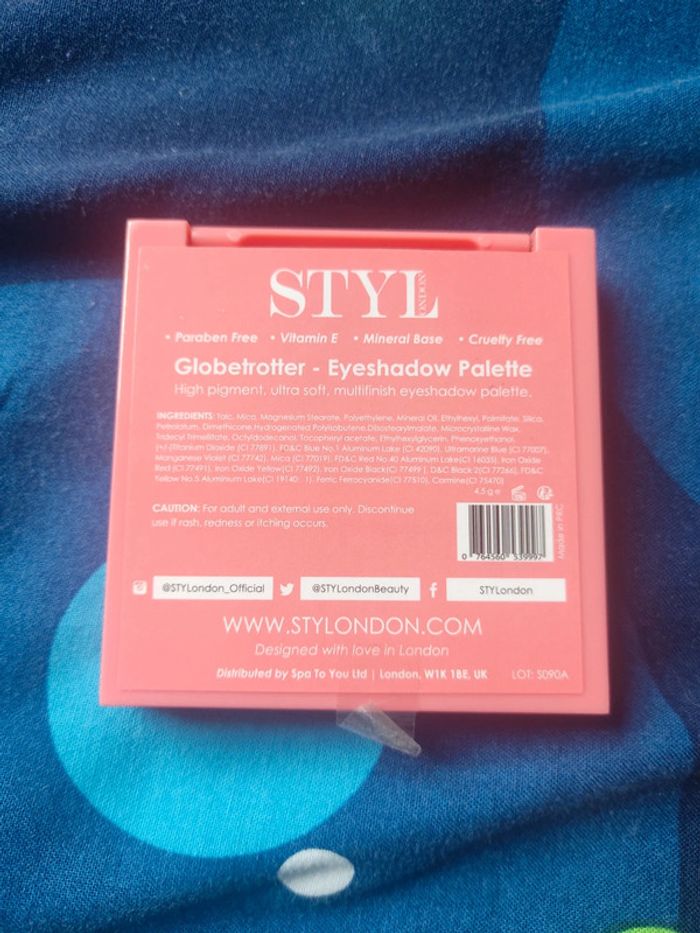 STYL LONDON
• Paraben Free • Vitamin E • Mineral Base • Cruelty Free
Globetrotter - Eyeshadow Palette
High pigment, ultra soft, multifinish eyeshadow palette.
INGREDIENTS: Talc, Mica, Magnesium Stearate, Polyethylene, Mineral Oil, Ethylhexyl, Palmitate, Silica,
Petrolatum, Dimethicone, Hydrogenated Polyisobutene, Diisostearylmalate, Microcrystalline Wax,
Tridecyl Trimellitate, Octyldodecanol, Tocopheryl acetate, Ethylhexylglycerin, Phenoxyethanol,
(+/-)Titanium Dioxide (CI 77891), FD&C Blue No.1 Aluminum Lake (CI 42090), Ultramarine Blue (CI 77007),
Manganese Violet (CI 77742), Mica (CI 77019), FD&C Red No.40 Aluminum Lake(CI 16035), Iron Oxide
Red (CI 77491), Iron Oxide Yellow(CI 77492), Iron Oxide Black(CI 77499 ), D&C Black 2(CI 77266), FD&C
Yellow No.5 Aluminum Lake(CI 19140 : 1), Ferric Ferrocyanide(CI 77510), Carmine(CI 75470)
4.5g e
CAUTION: For adult and external use only. Discontinue
use if rash, redness or itching occurs.
0 764560 539997
Made in PRC
@STYLondon_Official @STYLondonBeauty f STYLondon
WWW.STYLONDON.COM
Designed with love in London
Distributed by Spa To You Ltd | London, W1K 1BE, UK LOT: S090A